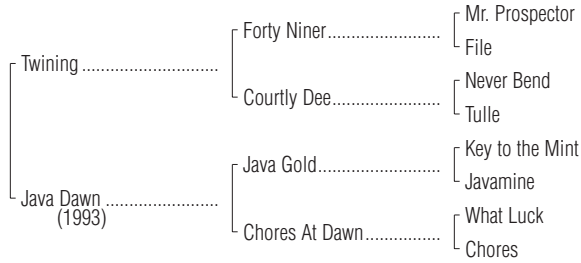 Mr. Prospector
Forty Niner
File
Twining
Never Bend
Courtly Dee
Tulle
Key to the Mint
Java Gold
Javamine
Java Dawn
(1993)
What Luck
Chores At Dawn
Chores